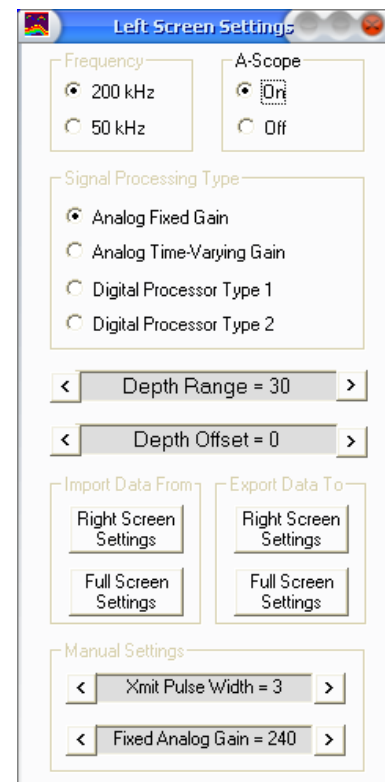 Left Screen Settings
Frequency
200 kHz
50 kHz
A-Scope
On
Off
Signal Processing Type
Analog Fixed Gain
Analog Time-Varying Gain
Digital Processor Type 1
Digital Processor Type 2
< Depth Range = 30 >
< Depth Offset = 0 >
Import Data From
Right Screen
Settings
Full Screen
Settings
Export Data To
Right Screen
Settings
Full Screen
Settings
Manual Settings
< Xmit Pulse Width = 3 >
< Fixed Analog Gain = 240 >